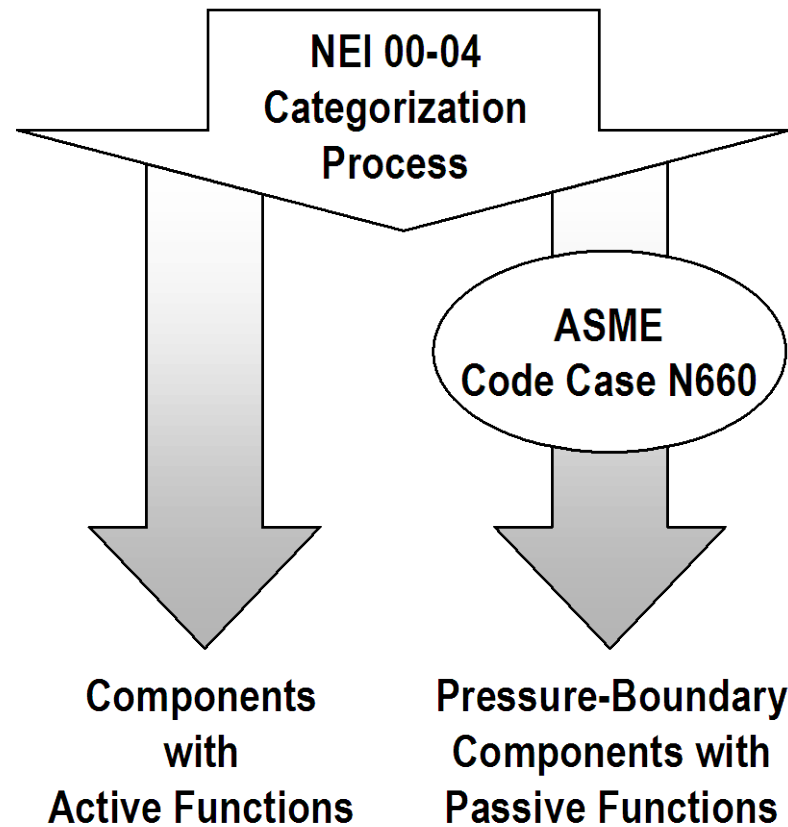 NEI 00-04
Categorization
Process
ASME
Code Case N660
Components
with
Active Functions
Pressure-Boundary
Components with
Passive Functions